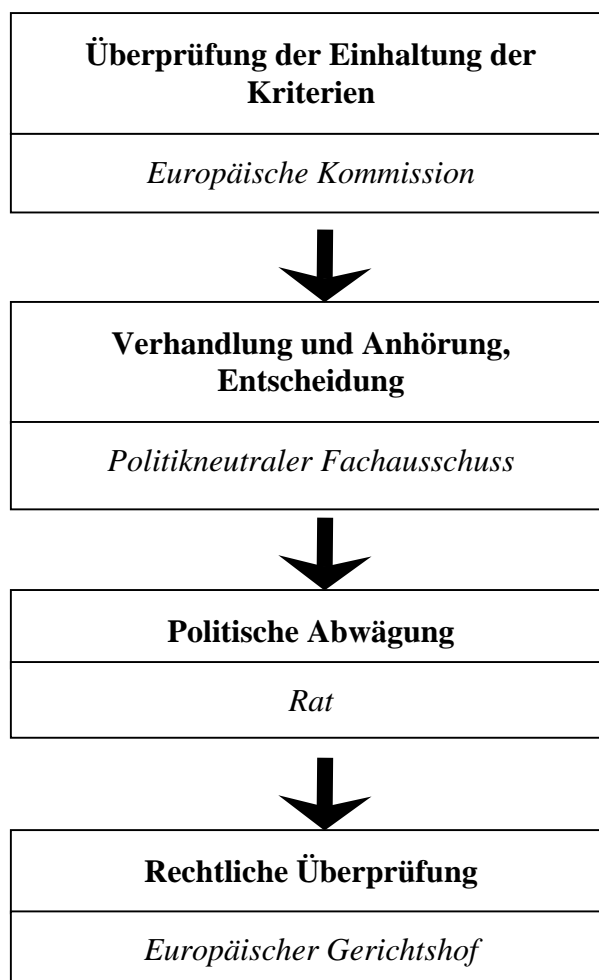 Überprüfung der Einhaltung der
Kriterien
Europäische Kommission
Verhandlung und Anhörung,
Entscheidung
Politikneutraler Fachausschuss
Politische Abwägung
Rat
Rechtliche Überprüfung
Europäischer Gerichtshof